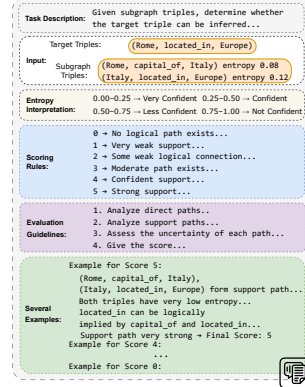 Task Description: Given subgraph triples, determine whether
the target triple can be inferred...
Input:
Target Triples: (Rome, located_in, Europe)
Subgraph Triples: (Rome, capital_of, Italy) entropy 0.08
(Italy, located_in, Europe) entropy 0.12
Entropy Interpretation:
0.00–0.25 → Very Confident 0.25–0.50 → Confident
0.50–0.75 → Less Confident 0.75–1.00 → Not Confident
Scoring Rules:
0 → No logical path exists...
1 → Very weak support...
2 → Some weak logical connection...
3 → Moderate path exists...
4 → Confident support...
5 → Strong support...
Evaluation Guidelines:
1. Analyze direct paths...
2. Analyze support paths...
3. Assess the uncertainty of each path...
4. Give the score...
Several Examples:
Example for Score 5:
(Rome, capital_of, Italy),
(Italy, located_in, Europe) form support path...
Both triples have very low entropy...
located_in can be logically
implied by capital_of and located_in...
Support path very strong → Final Score: 5
Example for Score 4:
...
Example for Score 0: